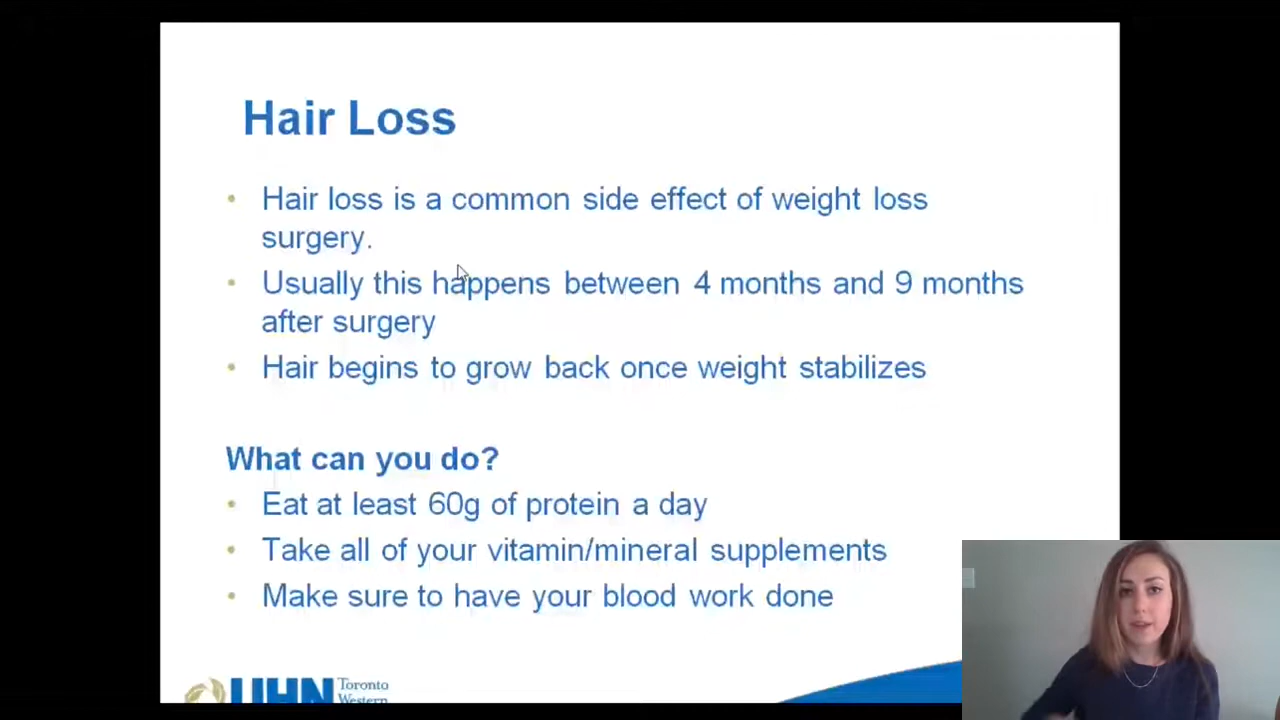 Hair Loss
• Hair loss is a common side effect of weight loss
surgery.
• Usually this happens between 4 months and 9 months
after surgery
• Hair begins to grow back once weight stabilizes
What can you do?
• Eat at least 60g of protein a day
• Take all of your vitamin/mineral supplements
• Make sure to have your blood work done
UHN Toronto
Western